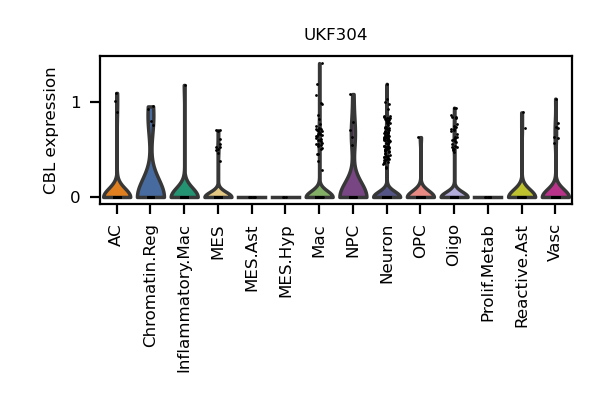 UKF304
CBL expression
1
0
AC
Chromatin.Reg
Inflammatory.Mac
MES
MES.Ast
MES.Hyp
Mac
NPC
Neuron
OPC
Oligo
Prolif.Metab
Reactive.Ast
Vasc